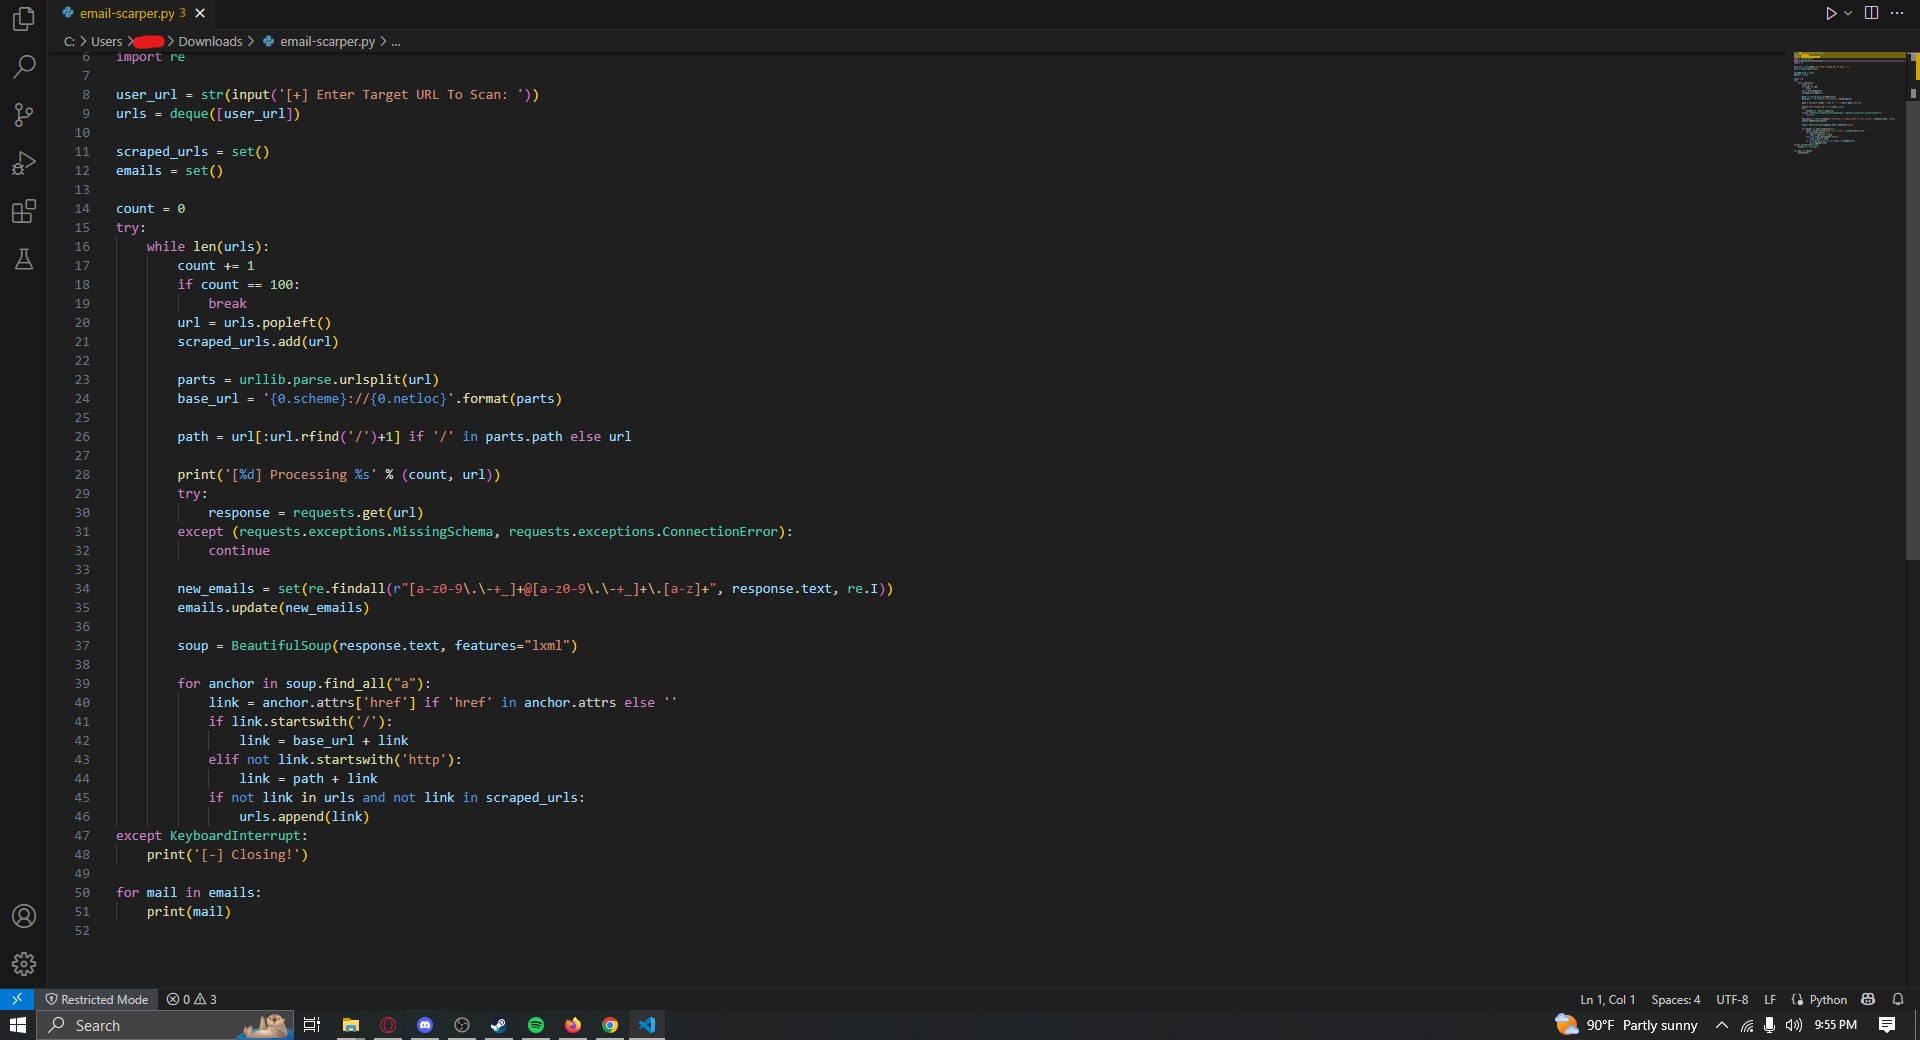 email-scarper.py 3
C: > Users > > Downloads > email-scarper.py > ...
6 import re
7
8 user_url = str(input('[+] Enter Target URL To Scan: '))
9 urls = deque([user_url])
10
11 scraped_urls = set()
12 emails = set()
13
14 count = 0
15 try:
16     while len(urls):
17         count += 1
18         if count == 100:
19             break
20         url = urls.popleft()
21         scraped_urls.add(url)
22
23         parts = urllib.parse.urlsplit(url)
24         base_url = '{0.scheme}://{0.netloc}'.format(parts)
25
26         path = url[:url.rfind('/')+1] if '/' in parts.path else url
27
28         print('[%d] Processing %s' % (count, url))
29         try:
30             response = requests.get(url)
31         except (requests.exceptions.MissingSchema, requests.exceptions.ConnectionError):
32             continue
33
34         new_emails = set(re.findall(r"[a-z0-9\.\-+_]+@[a-z0-9\.\-+_]+\.[a-z]+", response.text, re.I))
35         emails.update(new_emails)
36
37         soup = BeautifulSoup(response.text, features="lxml")
38
39         for anchor in soup.find_all("a"):
40             link = anchor.attrs['href'] if 'href' in anchor.attrs else ''
41             if link.startswith('/'):
42                 link = base_url + link
43             elif not link.startswith('http'):
44                 link = path + link
45             if not link in urls and not link in scraped_urls:
46                 urls.append(link)
47 except KeyboardInterrupt:
48     print('[-] Closing!')
49
50 for mail in emails:
51     print(mail)
52
Restricted Mode 0 3 Ln 1, Col 1 Spaces: 4 UTF-8 LF Python
Search 90°F Partly sunny 9:55 PM